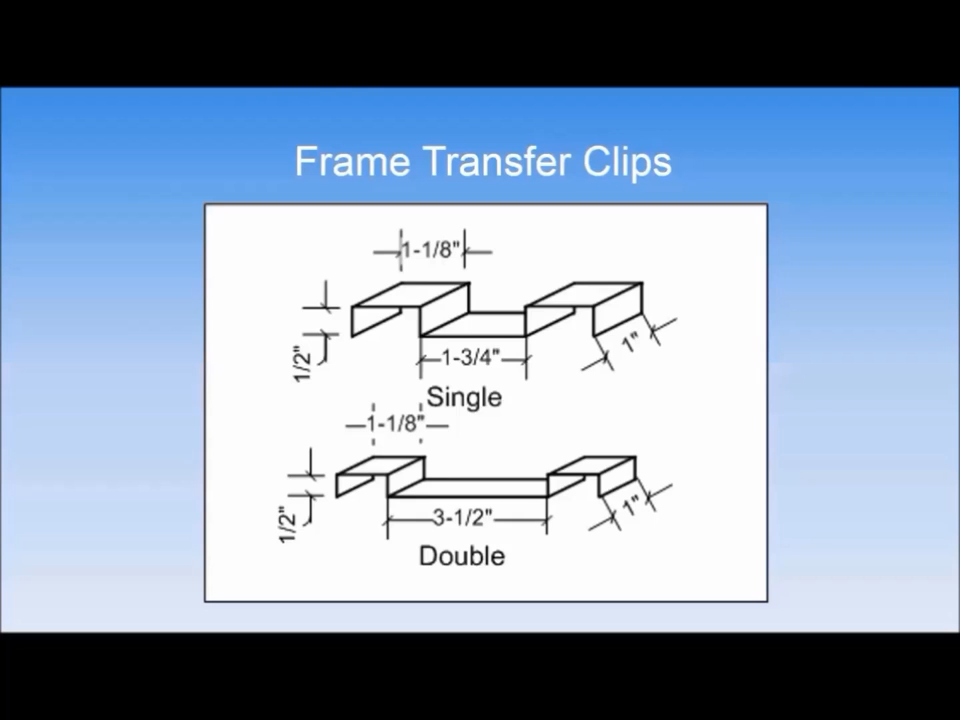 Frame Transfer Clips
1-1/8"
1/2"
1-3/4"
1"
Single
1-1/8"
1/2"
3-1/2"
1"
Double